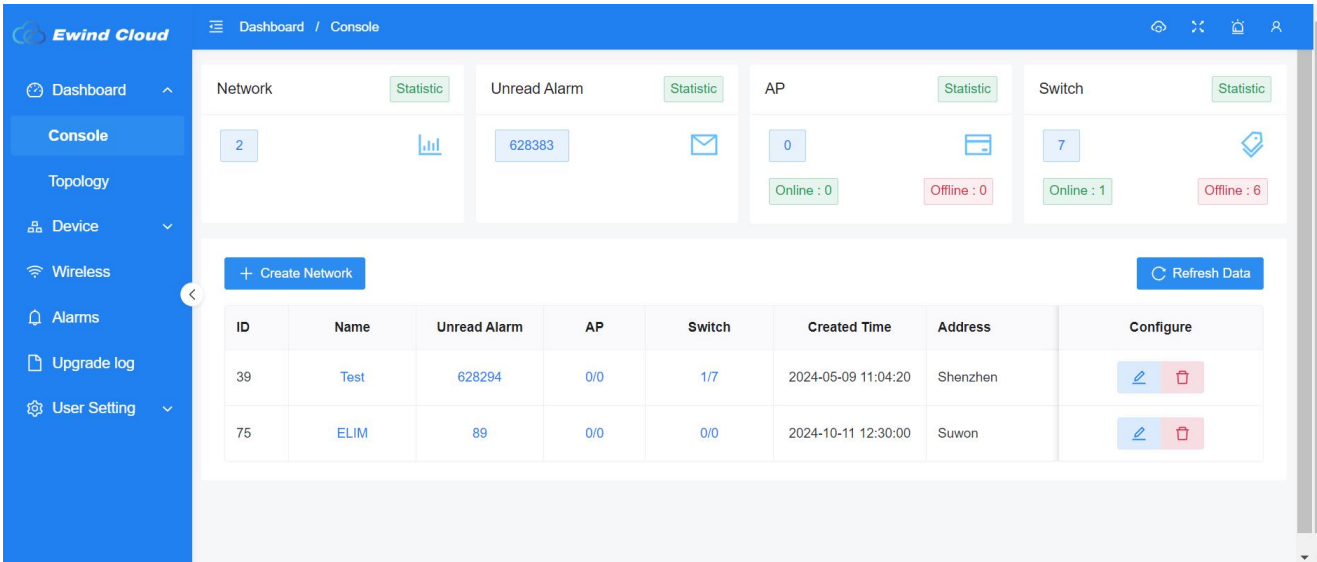 Ewind Cloud
Dashboard / Console
Dashboard
Console
Topology
Device
Wireless
Alarms
Upgrade log
User Setting
Network Statistic
2
Unread Alarm Statistic
628383
AP Statistic
0
Online : 0 Offline : 0
Switch Statistic
7
Online : 1 Offline : 6
+ Create Network
Refresh Data
ID Name Unread Alarm AP Switch Created Time Address Configure
39 Test 628294 0/0 1/7 2024-05-09 11:04:20 Shenzhen
75 ELIM 89 0/0 0/0 2024-10-11 12:30:00 Suwon